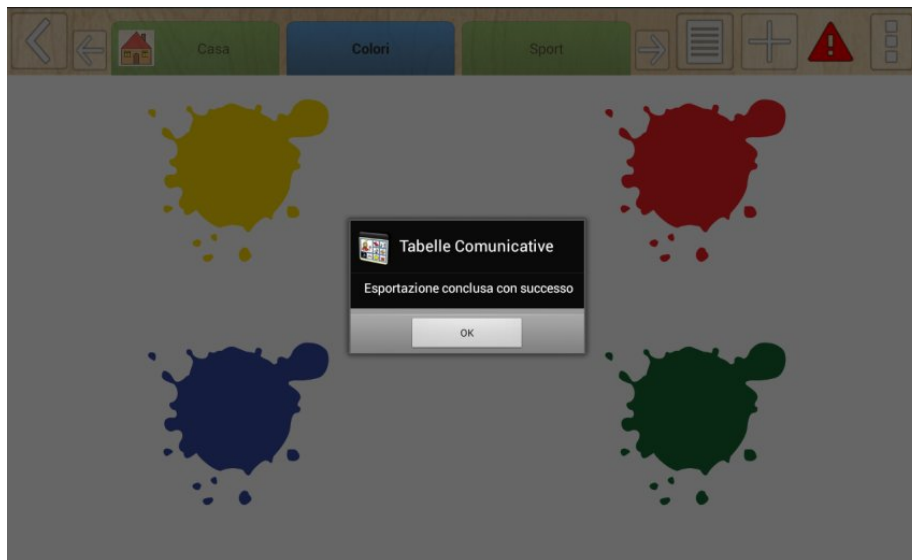 Casa
Colori
Sport
Tabelle Comunicative
Esportazione conclusa con successo
OK